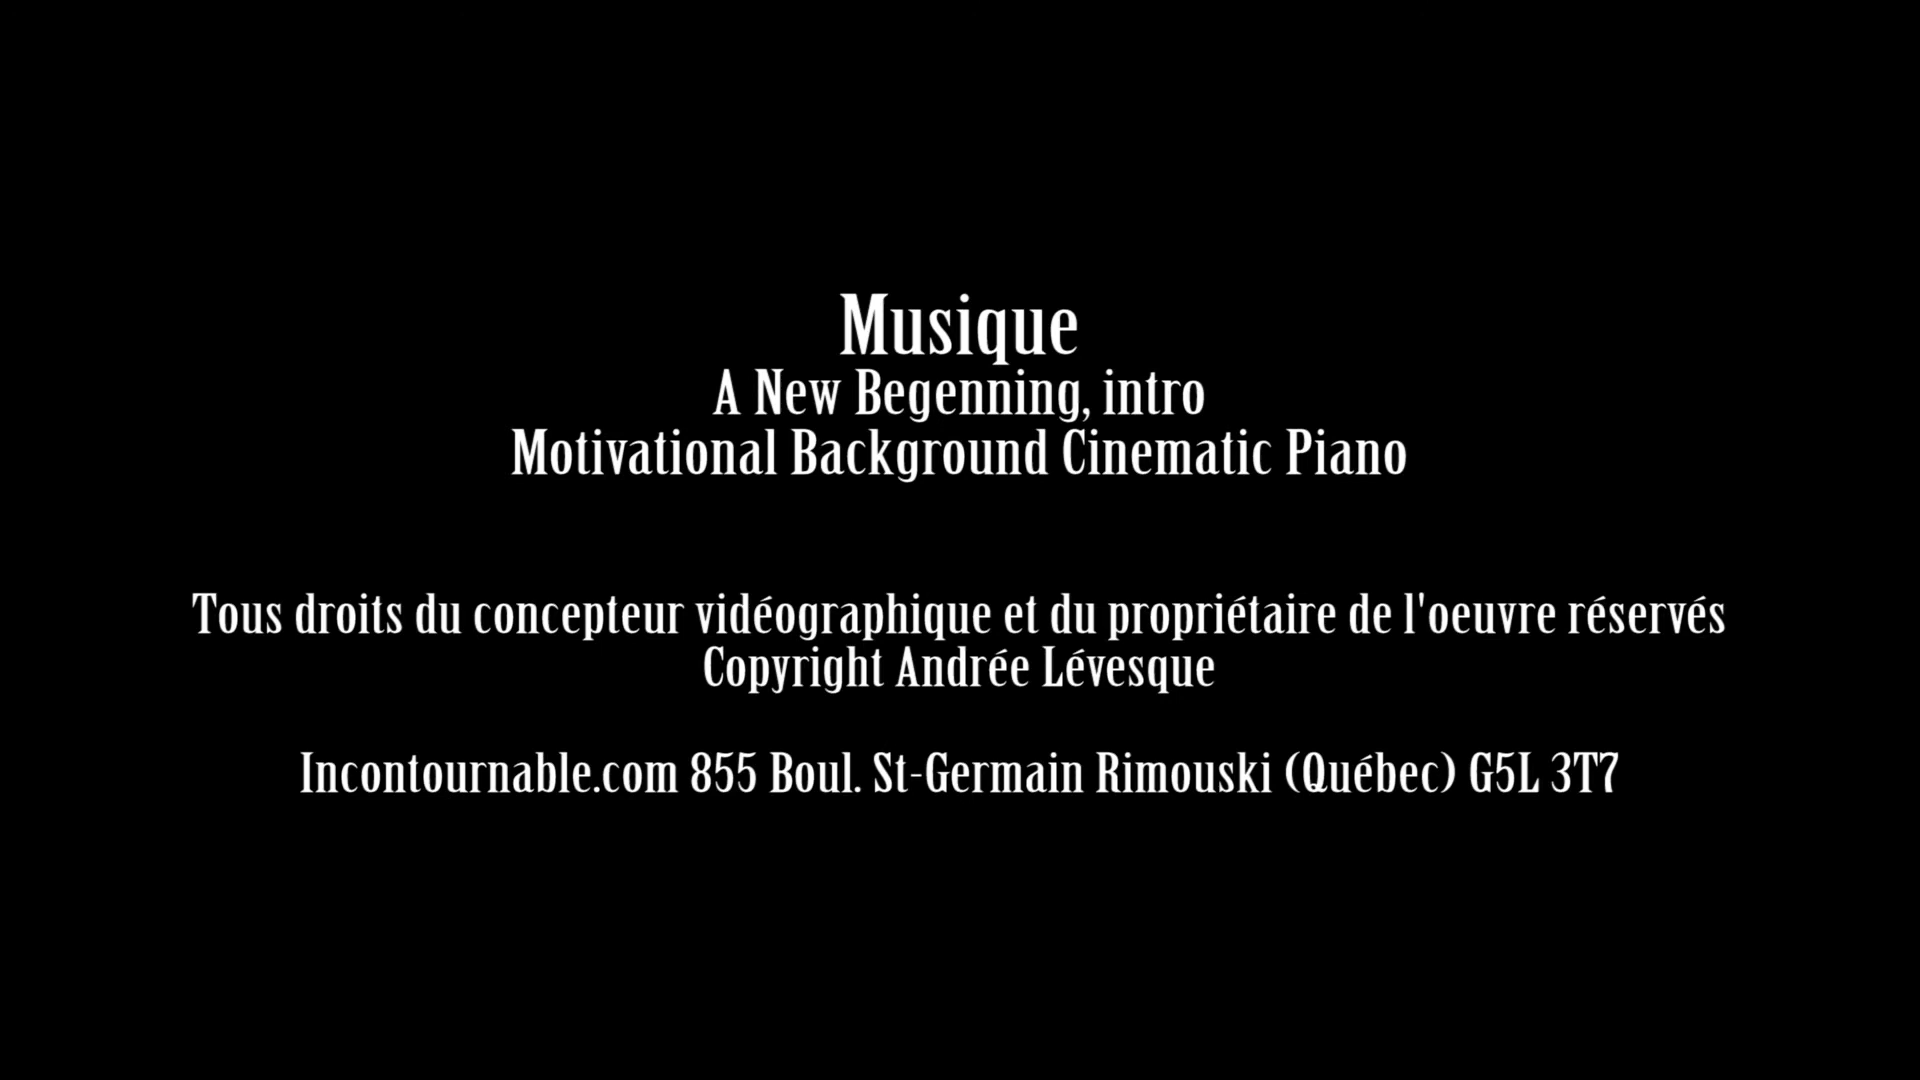 Musique
A New Begenning, intro
Motivational Background Cinematic Piano
Tous droits du concepteur vidéographique et du propriétaire de l'oeuvre réservés
Copyright Andrée Lévesque
Incontournable.com 855 Boul. St-Germain Rimouski (Québec) G5L 3T7